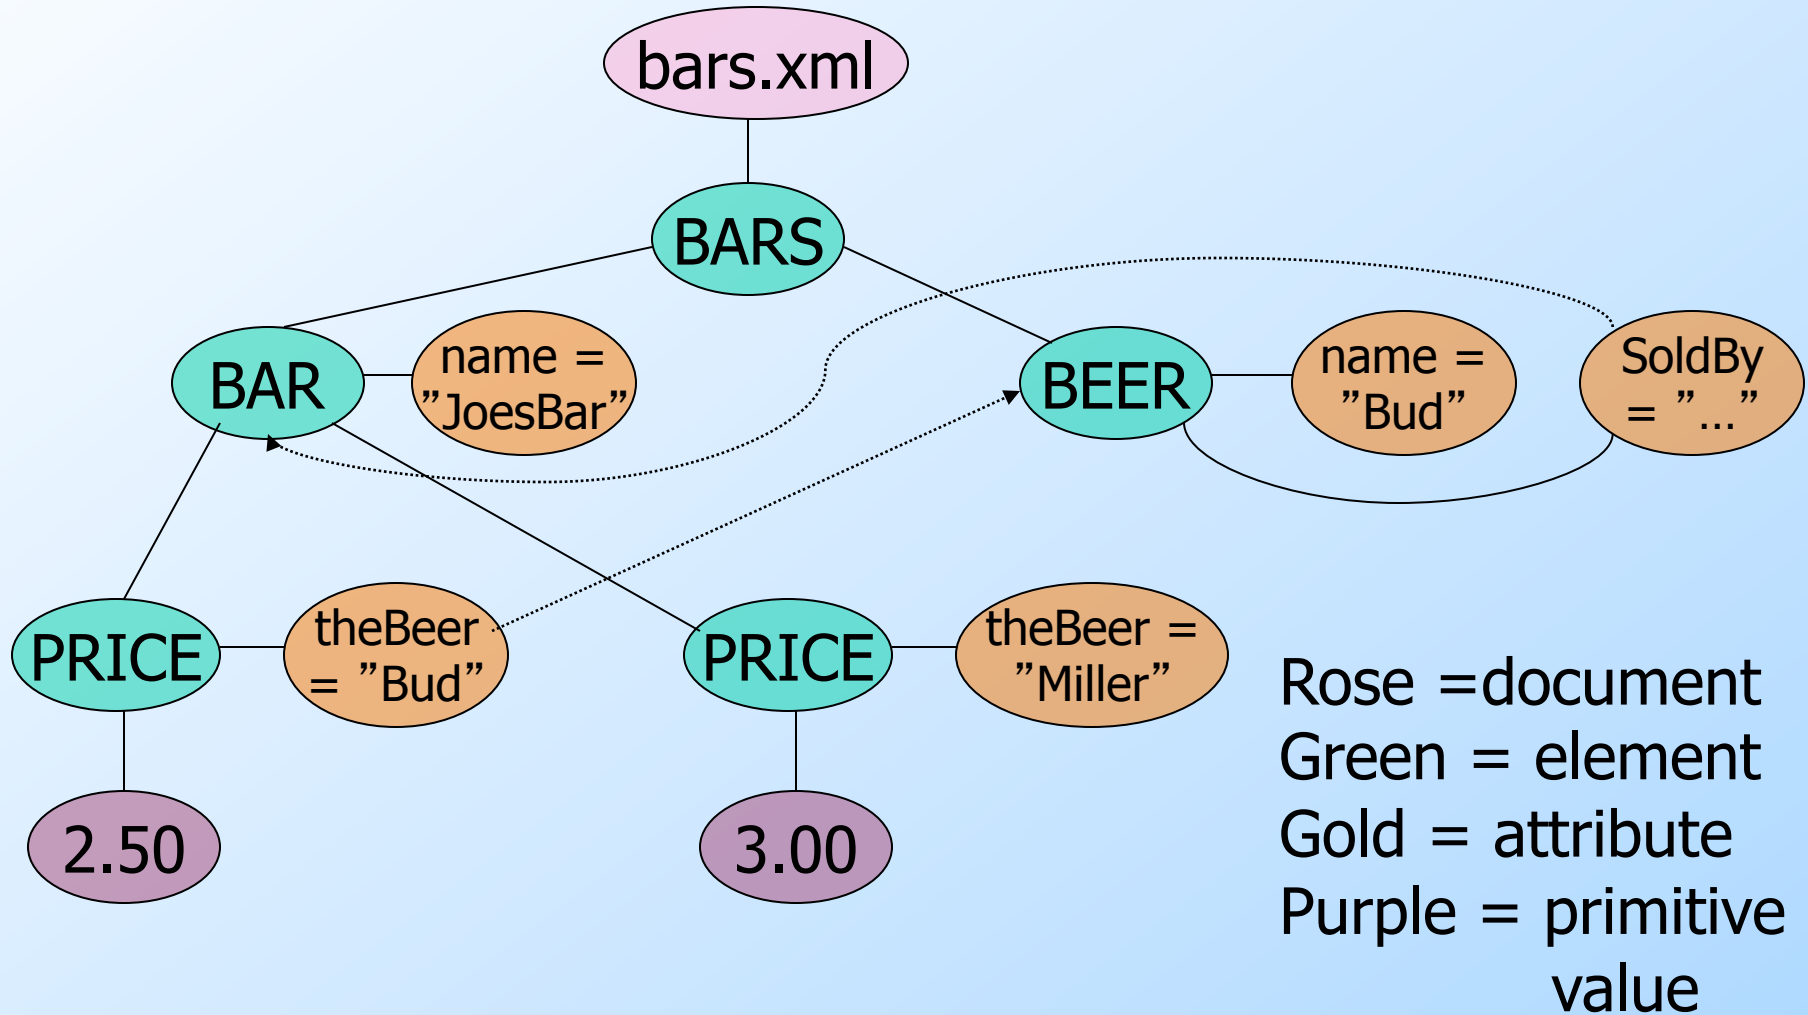 bars.xml
BARS
BAR
name =
”JoesBar”
BEER
name =
”Bud”
SoldBy
= ”...”
PRICE
theBeer
= ”Bud”
PRICE
theBeer =
”Miller”
2.50
3.00
Rose =document
Green = element
Gold = attribute
Purple = primitive
value